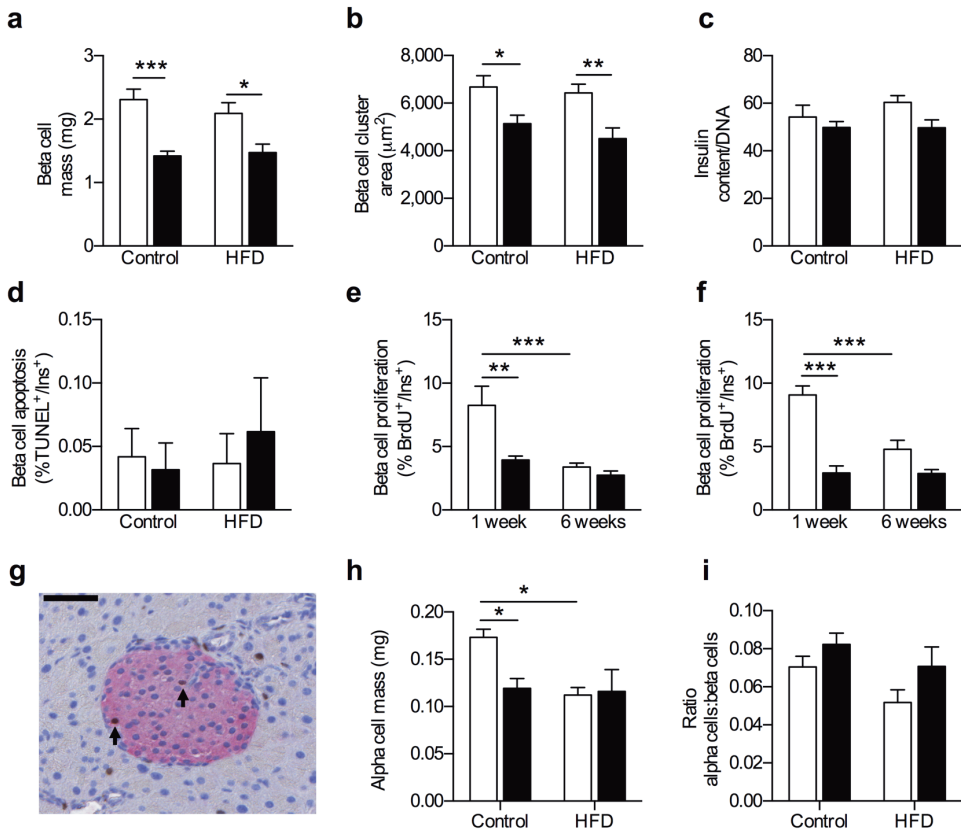 a
***
*
3
2
1
0
Beta cell
mass (mg)
Control
HFD
b
*
**
8,000
6,000
4,000
2,000
0
Beta cell cluster
area (μm²)
Control
HFD
c
80
60
40
20
0
Insulin
content/DNA
Control
HFD
d
0.15
0.10
0.05
0.00
Beta cell apoptosis
(%TUNEL⁺/Ins⁺)
Control
HFD
e
***
**
15
10
5
0
Beta cell proliferation
(% BrdU⁺/Ins⁺)
1 week
6 weeks
f
***
***
15
10
5
0
Beta cell proliferation
(% BrdU⁺/Ins⁺)
1 week
6 weeks
g
h
*
*
0.20
0.15
0.10
0.05
0.00
Alpha cell mass (mg)
Control
HFD
i
0.10
0.08
0.06
0.04
0.02
0.00
Ratio
alpha cells:beta cells
Control
HFD